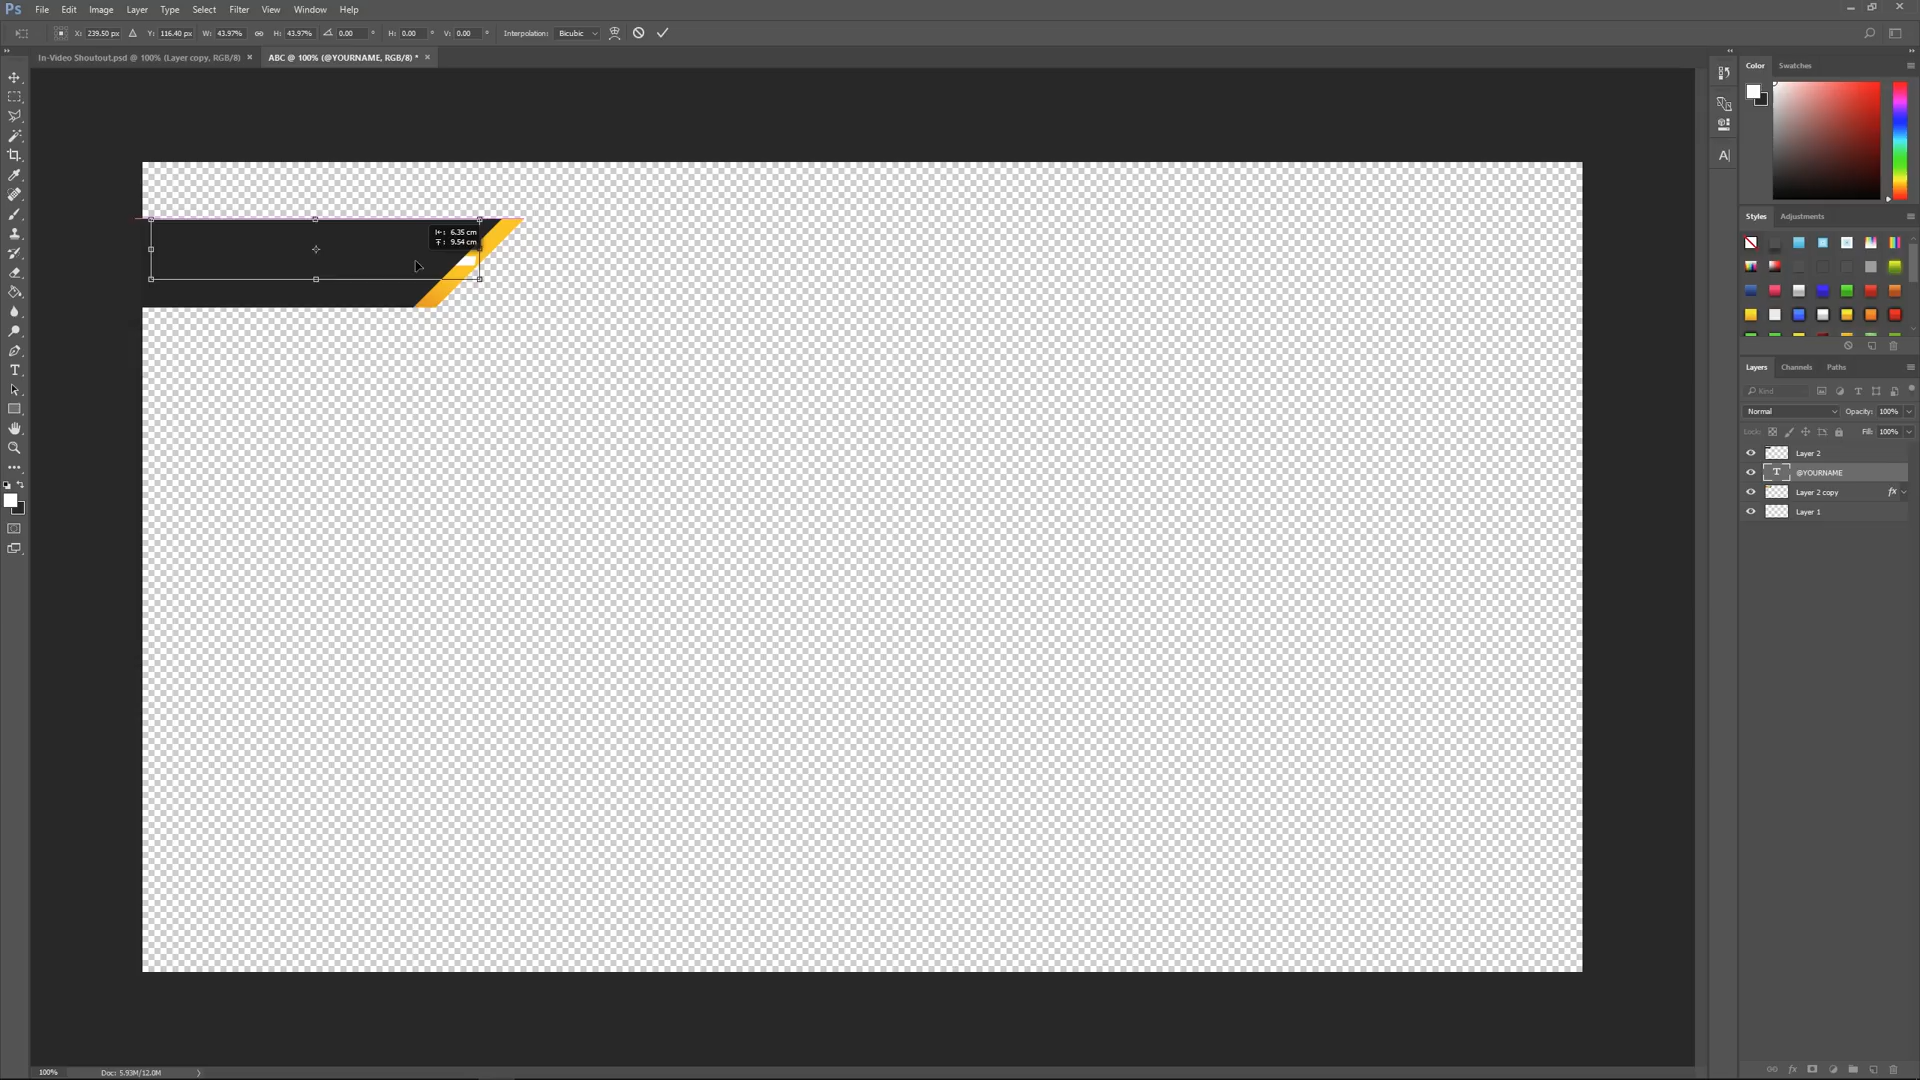 Ps File Edit Image Layer Type Select Filter View Window Help
X: 239.50 px Y: 116.40 px W: 43.97% H: 43.97% 0.00 ° H: 0.00 ° V: 0.00 ° Interpolation: Bicubic
In-Video Shoutout.psd @ 100% (Layer copy, RGB/8) × ABC @ 100% (@YOURNAME, RGB/8) * ×
Color Swatches
6.35 cm
9.54 cm
Styles Adjustments
Layers Channels Paths
Kind
Normal Opacity: 100%
Lock: Fill: 100%
Layer 2
T @YOURNAME
Layer 2 copy fx
Layer 1
100% Doc: 5.93M/12.0M